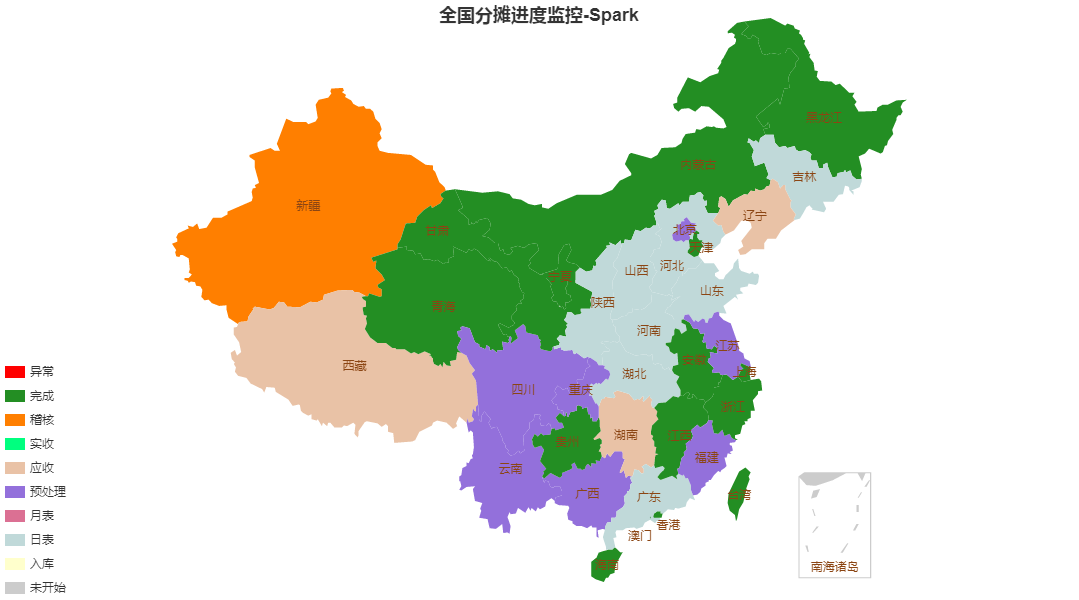 全国分摊进度监控-Spark
黑龙江
内蒙古
吉林
新疆
辽宁
甘肃
北京
天津
河北
山西
宁夏
山东
陕西
青海
河南
江苏
安徽
西藏
上海
湖北
四川
重庆
浙江
湖南
江西
贵州
福建
云南
广西
广东
台湾
香港
澳门
海南
南海诸岛
异常
完成
稽核
实收
应收
预处理
月表
日表
入库
未开始